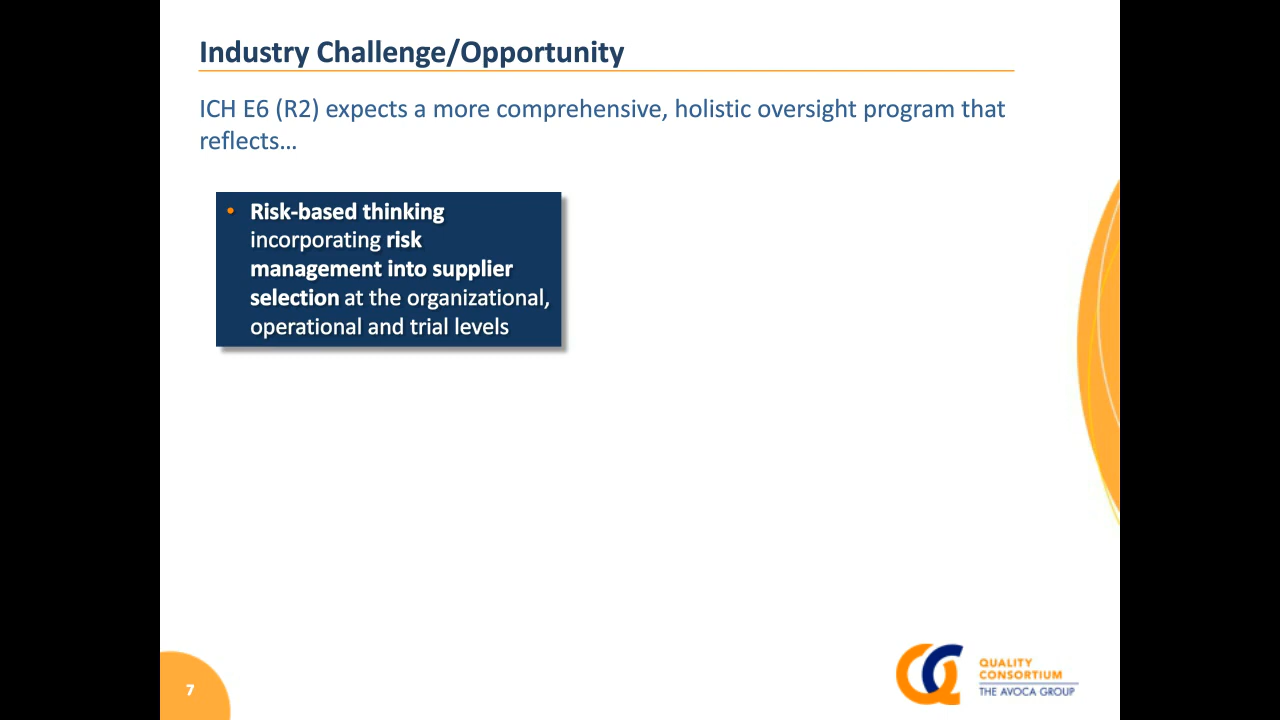 Industry Challenge/Opportunity
ICH E6 (R2) expects a more comprehensive, holistic oversight program that
reflects…
• Risk-based thinking
incorporating risk
management into supplier
selection at the organizational,
operational and trial levels
7
QUALITY
CONSORTIUM
THE AVOCA GROUP